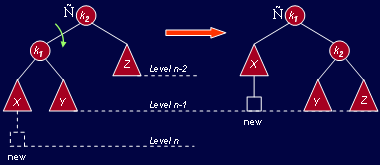 Ñ k2 Ñ k1
k1 k2
Z X
Level n-2
X Y Y Z
Level n-1
new
Level n
new